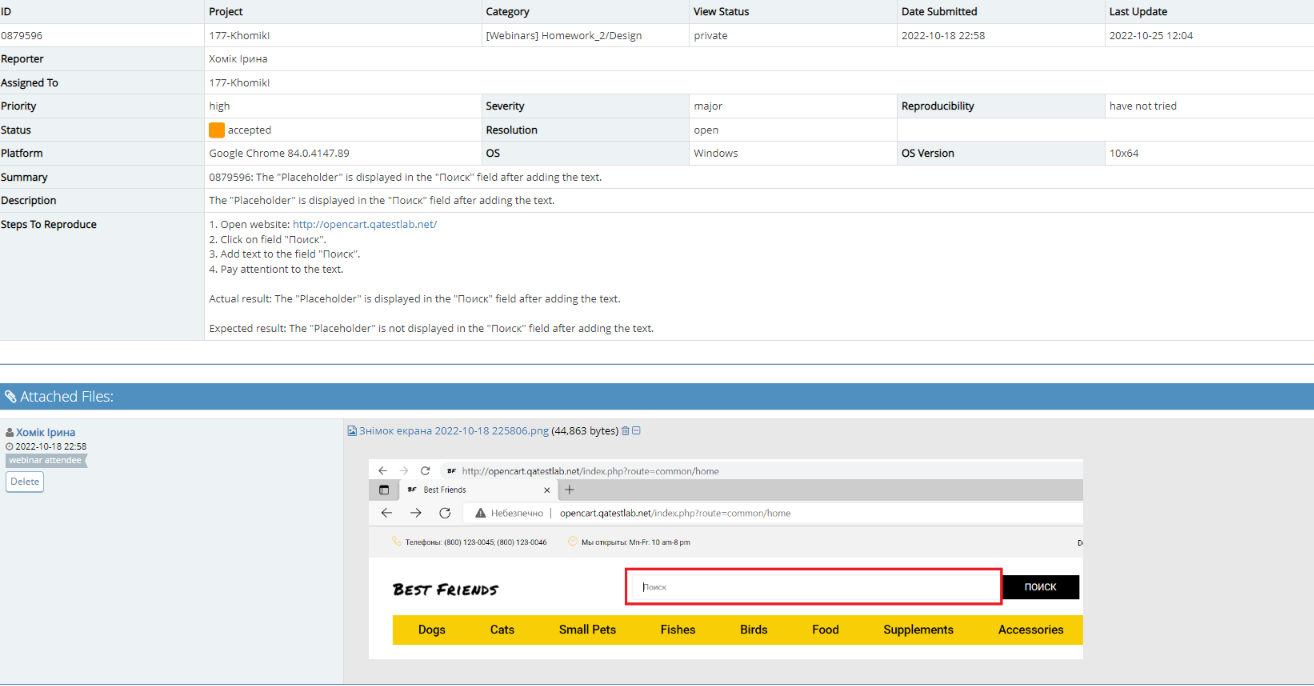 ID Project Category View Status Date Submitted Last Update
0879596 177-KhomikI [Webinars] Homework_2/Design private 2022-10-18 22:58 2022-10-25 12:04
Reporter Хомік Ірина
Assigned To 177-KhomikI
Priority high Severity major Reproducibility have not tried
Status accepted Resolution open
Platform Google Chrome 84.0.4147.89 OS Windows OS Version 10x64
Summary 0879596: The "Placeholder" is displayed in the "Поиск" field after adding the text.
Description The "Placeholder" is displayed in the "Поиск" field after adding the text.
Steps To Reproduce 1. Open website: http://opencart.qatestlab.net/
2. Click on field "Поиск".
3. Add text to the field "Поиск".
4. Pay attentiont to the text.
Actual result: The "Placeholder" is displayed in the "Поиск" field after adding the text.
Expected result: The "Placeholder" is not displayed in the "Поиск" field after adding the text.
Attached Files:
Хомік Ірина
2022-10-18 22:58
webinar attendee
Delete
Знімок екрана 2022-10-18 225806.png (44,863 bytes)
BF http://opencart.qatestlab.net/index.php?route=common/home
BF Best Friends
Небезпечно opencart.qatestlab.net/index.php?route=common/home
Телефоны: (800) 123-0045; (800) 123-0046 Мы открыты: Mn-Fr: 10 am-8 pm
BEST FRIENDS Поиск ПОИСК
Dogs Cats Small Pets Fishes Birds Food Supplements Accessories